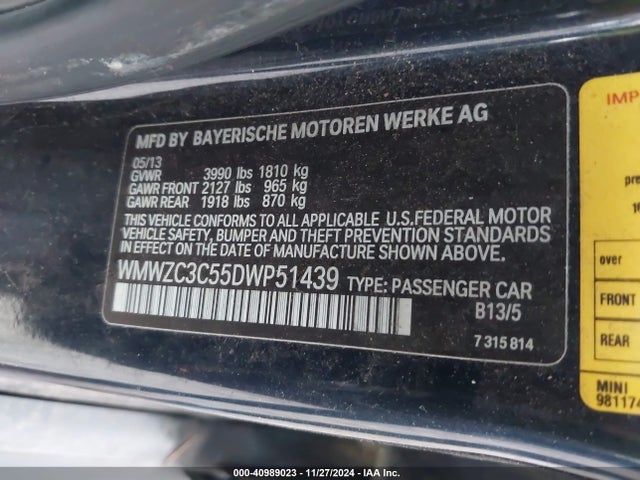 MFD BY BAYERISCHE MOTOREN WERKE AG
05/13
GVWR 3990 lbs 1810 kg
GAWR FRONT 2127 lbs 965 kg
GAWR REAR 1918 lbs 870 kg
THIS VEHICLE CONFORMS TO ALL APPLICABLE U.S.FEDERAL MOTOR
VEHICLE SAFETY, BUMPER AND THEFT PREVENTION STANDARDS
IN EFFECT ON THE DATE OF MANUFACTURE SHOWN ABOVE.
WMWZC3C55DWP51439 TYPE: PASSENGER CAR
B13/5
7 315 814
over
FRONT
REAR
MINI
000-40989023 - 11/27/2024 - IAA Inc.